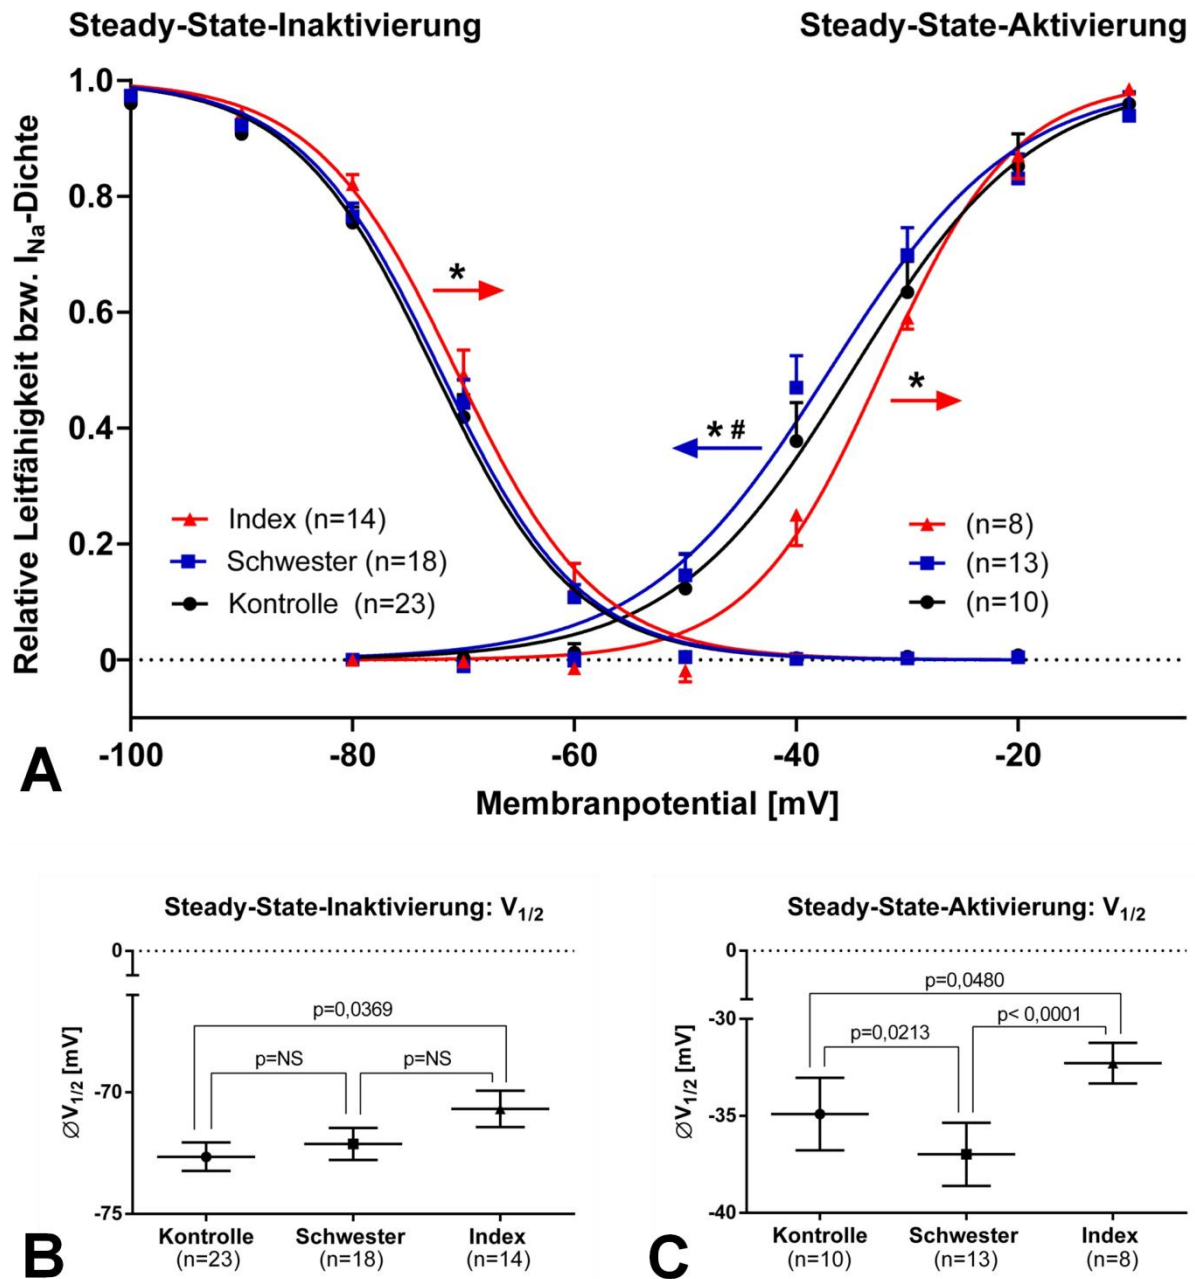 Steady-State-Inaktivierung
Steady-State-Aktivierung
Relative Leitfähigkeit bzw. INa-Dichte
1.0
0.8
0.6
0.4
0.2
0
*
*
* #
Index (n=14)
Schwester (n=18)
Kontrolle (n=23)
(n=8)
(n=13)
(n=10)
-100 -80 -60 -40 -20
Membranpotential [mV]
A
Steady-State-Inaktivierung: V1/2
ØV1/2 [mV]
0
-70
-75
p=0,0369
p=NS p=NS
Kontrolle Schwester Index
(n=23) (n=18) (n=14)
B
Steady-State-Aktivierung: V1/2
ØV1/2 [mV]
0
-30
-35
-40
p=0,0480
p< 0,0001
p=0,0213
Kontrolle Schwester Index
(n=10) (n=13) (n=8)
C